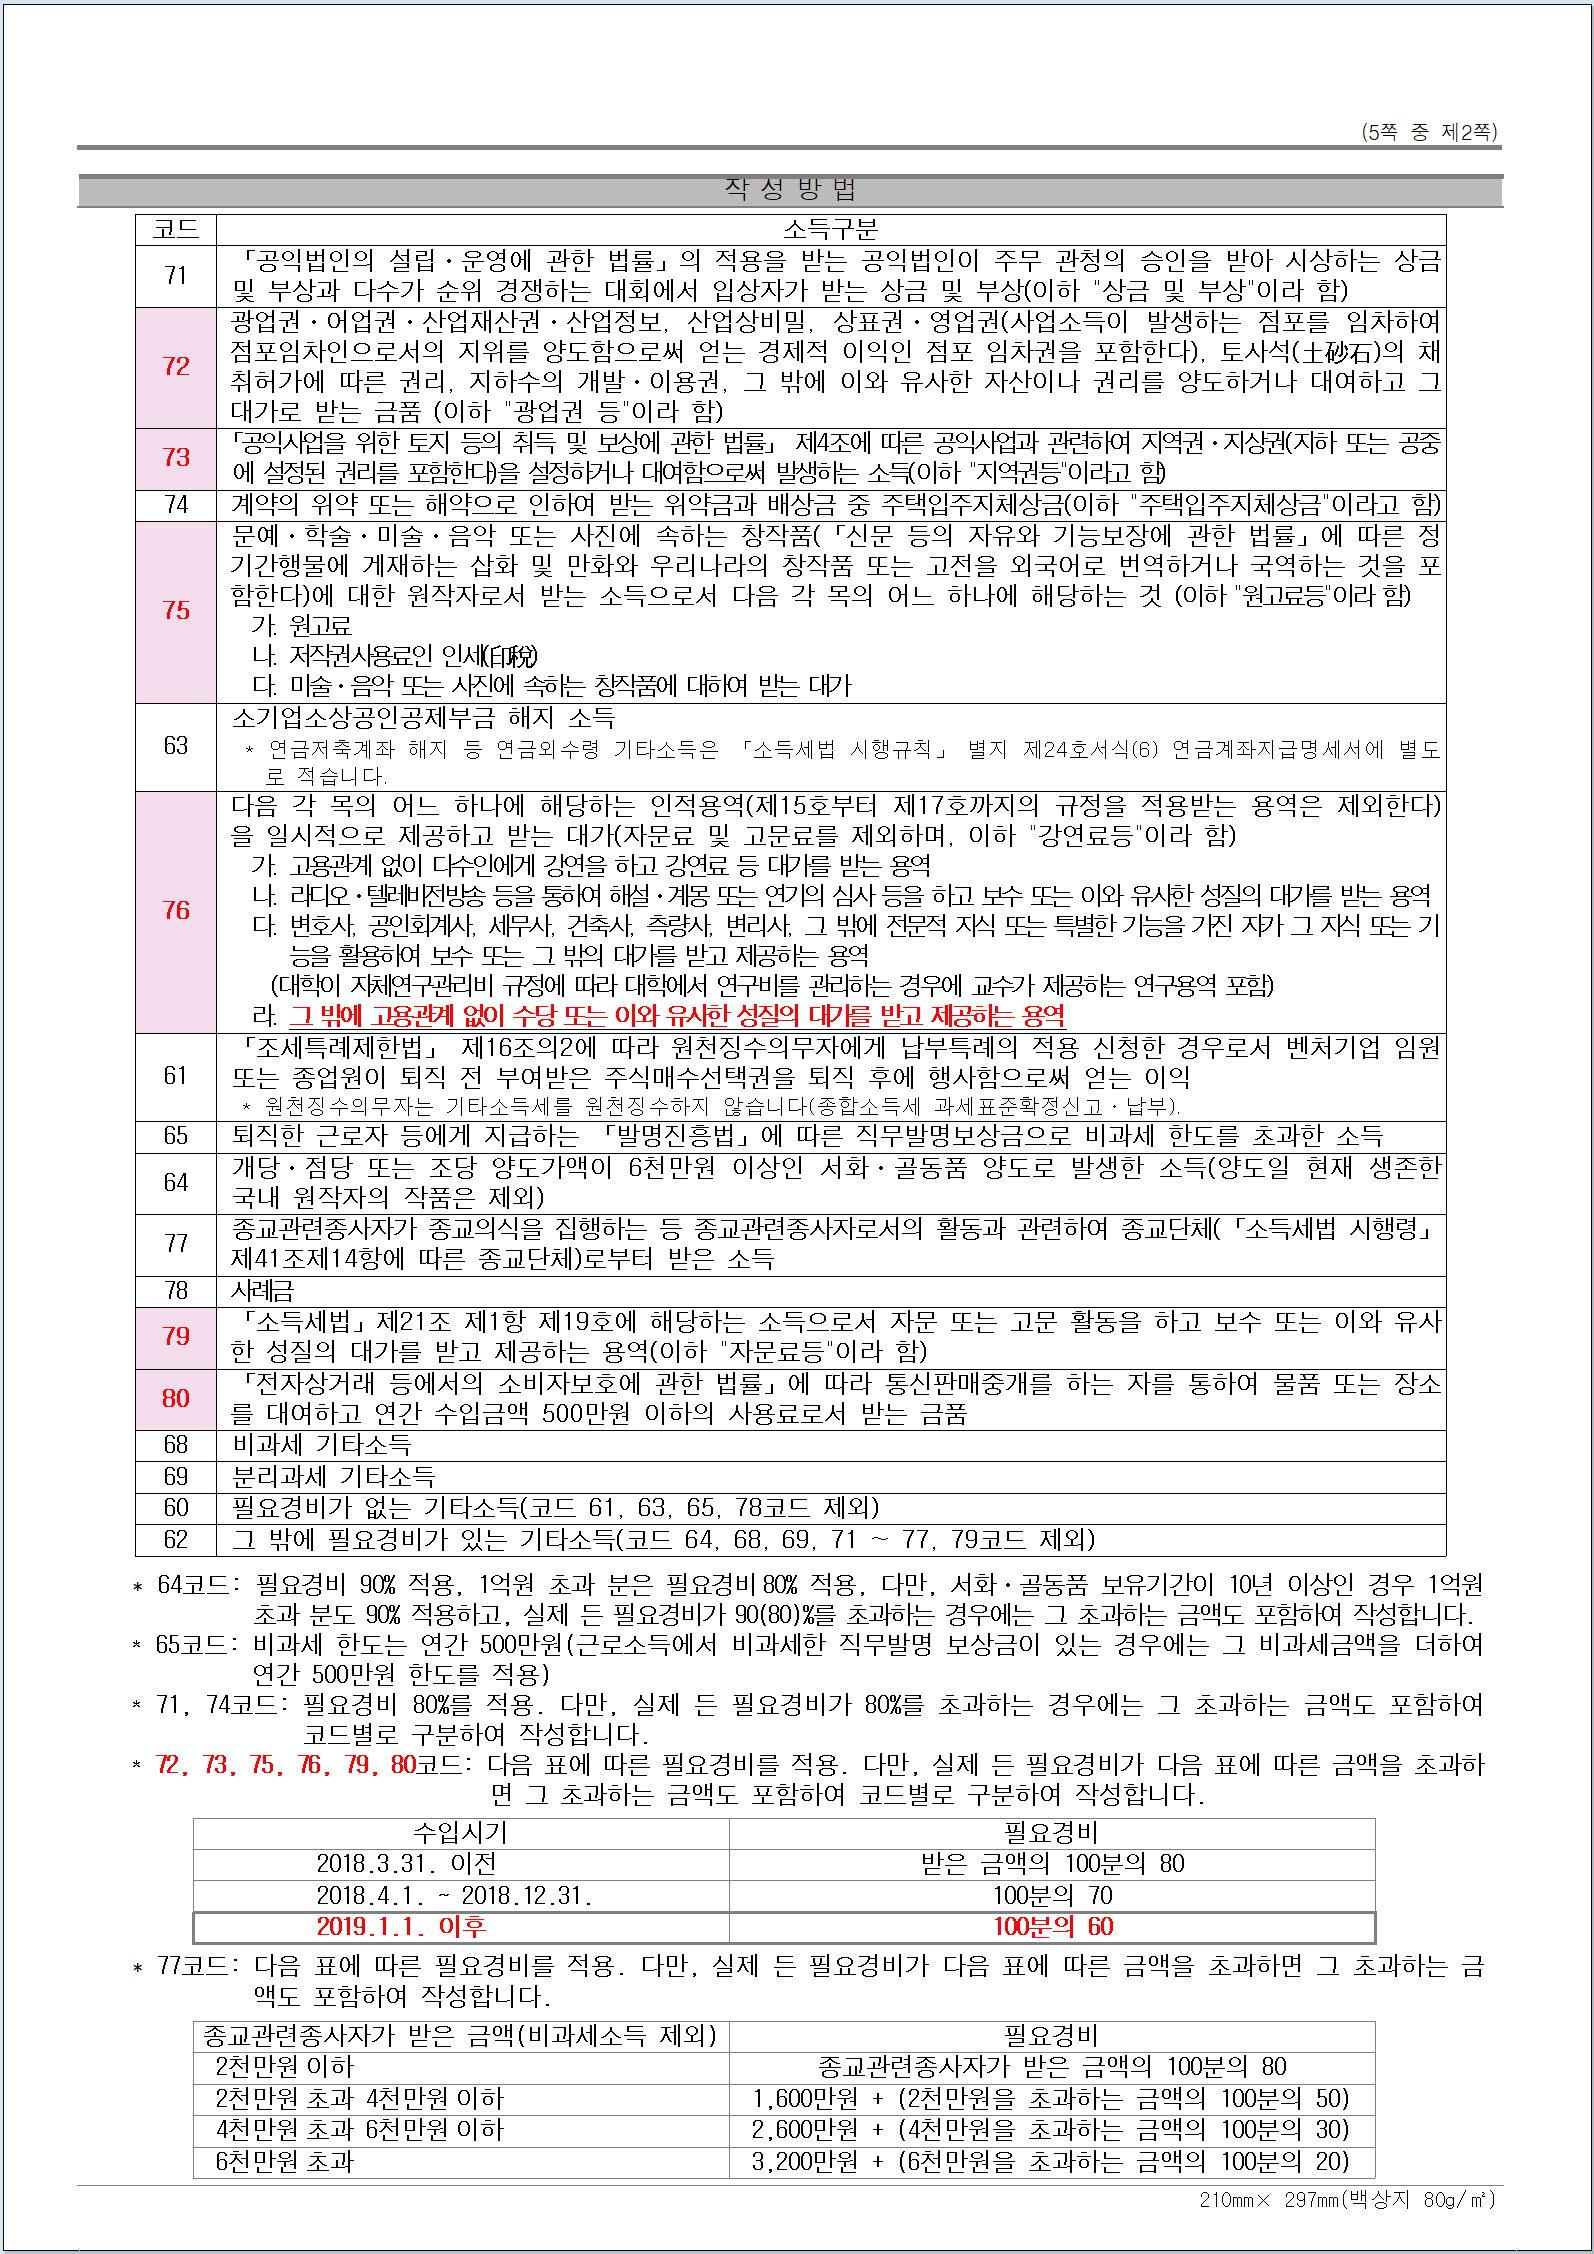 (5쪽 중 제2쪽)
작 성 방 법
코드 소득구분
71 「공익법인의 설립ㆍ운영에 관한 법률」의 적용을 받는 공익법인이 주무 관청의 승인을 받아 시상하는 상금
및 부상과 다수가 순위 경쟁하는 대회에서 입상자가 받는 상금 및 부상(이하 "상금 및 부상"이라 함)
72 광업권ㆍ어업권ㆍ산업재산권ㆍ산업정보, 산업상비밀, 상표권ㆍ영업권(사업소득이 발생하는 점포를 임차하여
점포임차인으로서의 지위를 양도함으로써 얻는 경제적 이익인 점포 임차권을 포함한다), 토사석(土砂石)의 채
취허가에 따른 권리, 지하수의 개발ㆍ이용권, 그 밖에 이와 유사한 자산이나 권리를 양도하거나 대여하고 그
대가로 받는 금품 (이하 "광업권 등"이라 함)
73 「공익사업을 위한 토지 등의 취득 및 보상에 관한 법률」 제4조에 따른 공익사업과 관련하여 지역권ㆍ지상권(지하 또는 공중
에 설정된 권리를 포함한다)을 설정하거나 대여함으로써 발생하는 소득(이하 "지역권등"이라고 함)
74 계약의 위약 또는 해약으로 인하여 받는 위약금과 배상금 중 주택입주지체상금(이하 "주택입주지체상금"이라고 함)
75 문예ㆍ학술ㆍ미술ㆍ음악 또는 사진에 속하는 창작품(「신문 등의 자유와 기능보장에 관한 법률」에 따른 정
기간행물에 게재하는 삽화 및 만화와 우리나라의 창작품 또는 고전을 외국어로 번역하거나 국역하는 것을 포
함한다)에 대한 원작자로서 받는 소득으로서 다음 각 목의 어느 하나에 해당하는 것 (이하 "원고료등"이라 함)
가. 원고료
나. 저작권사용료인 인세(印稅)
다. 미술ㆍ음악 또는 사진에 속하는 창작품에 대하여 받는 대가
63 소기업소상공인공제부금 해지 소득
* 연금저축계좌 해지 등 연금외수령 기타소득은 「소득세법 시행규칙」 별지 제24호서식(6) 연금계좌지급명세서에 별도
로 적습니다.
76 다음 각 목의 어느 하나에 해당하는 인적용역(제15호부터 제17호까지의 규정을 적용받는 용역은 제외한다)
을 일시적으로 제공하고 받는 대가(자문료 및 고문료를 제외하며, 이하 "강연료등"이라 함)
가. 고용관계 없이 다수인에게 강연을 하고 강연료 등 대가를 받는 용역
나. 라디오ㆍ텔레비전방송 등을 통하여 해설ㆍ계몽 또는 연기의 심사 등을 하고 보수 또는 이와 유사한 성질의 대가를 받는 용역
다. 변호사, 공인회계사, 세무사, 건축사, 측량사, 변리사, 그 밖에 전문적 지식 또는 특별한 기능을 가진 자가 그 지식 또는 기
능을 활용하여 보수 또는 그 밖의 대가를 받고 제공하는 용역
(대학이 자체연구관리비 규정에 따라 대학에서 연구비를 관리하는 경우에 교수가 제공하는 연구용역 포함)
라. 그 밖에 고용관계 없이 수당 또는 이와 유사한 성질의 대가를 받고 제공하는 용역
61 「조세특례제한법」 제16조의2에 따라 원천징수의무자에게 납부특례의 적용 신청한 경우로서 벤처기업 임원
또는 종업원이 퇴직 전 부여받은 주식매수선택권을 퇴직 후에 행사함으로써 얻는 이익
* 원천징수의무자는 기타소득세를 원천징수하지 않습니다(종합소득세 과세표준확정신고ㆍ납부).
65 퇴직한 근로자 등에게 지급하는 「발명진흥법」에 따른 직무발명보상금으로 비과세 한도를 초과한 소득
64 개당ㆍ점당 또는 조당 양도가액이 6천만원 이상인 서화ㆍ골동품 양도로 발생한 소득(양도일 현재 생존한
국내 원작자의 작품은 제외)
77 종교관련종사자가 종교의식을 집행하는 등 종교관련종사자로서의 활동과 관련하여 종교단체(「소득세법 시행령」
제41조제14항에 따른 종교단체)로부터 받은 소득
78 사례금
79 「소득세법」제21조 제1항 제19호에 해당하는 소득으로서 자문 또는 고문 활동을 하고 보수 또는 이와 유사
한 성질의 대가를 받고 제공하는 용역(이하 "자문료등"이라 함)
80 「전자상거래 등에서의 소비자보호에 관한 법률」에 따라 통신판매중개를 하는 자를 통하여 물품 또는 장소
를 대여하고 연간 수입금액 500만원 이하의 사용료로서 받는 금품
68 비과세 기타소득
69 분리과세 기타소득
60 필요경비가 없는 기타소득(코드 61, 63, 65, 78코드 제외)
62 그 밖에 필요경비가 있는 기타소득(코드 64, 68, 69, 71 ~ 77, 79코드 제외)
* 64코드: 필요경비 90% 적용, 1억원 초과 분은 필요경비 80% 적용, 다만, 서화ㆍ골동품 보유기간이 10년 이상인 경우 1억원
초과 분도 90% 적용하고, 실제 든 필요경비가 90(80)%를 초과하는 경우에는 그 초과하는 금액도 포함하여 작성합니다.
* 65코드: 비과세 한도는 연간 500만원(근로소득에서 비과세한 직무발명 보상금이 있는 경우에는 그 비과세금액을 더하여
연간 500만원 한도를 적용)
* 71, 74코드: 필요경비 80%를 적용. 다만, 실제 든 필요경비가 80%를 초과하는 경우에는 그 초과하는 금액도 포함하여
코드별로 구분하여 작성합니다.
* 72, 73, 75, 76, 79, 80코드: 다음 표에 따른 필요경비를 적용. 다만, 실제 든 필요경비가 다음 표에 따른 금액을 초과하
면 그 초과하는 금액도 포함하여 코드별로 구분하여 작성합니다.
수입시기 필요경비
2018.3.31. 이전 받은 금액의 100분의 80
2018.4.1. ~ 2018.12.31. 100분의 70
2019.1.1. 이후 100분의 60
* 77코드: 다음 표에 따른 필요경비를 적용. 다만, 실제 든 필요경비가 다음 표에 따른 금액을 초과하면 그 초과하는 금
액도 포함하여 작성합니다.
종교관련종사자가 받은 금액(비과세소득 제외) 필요경비
2천만원 이하 종교관련종사자가 받은 금액의 100분의 80
2천만원 초과 4천만원 이하 1,600만원 + (2천만원을 초과하는 금액의 100분의 50)
4천만원 초과 6천만원 이하 2,600만원 + (4천만원을 초과하는 금액의 100분의 30)
6천만원 초과 3,200만원 + (6천만원을 초과하는 금액의 100분의 20)
210mm× 297mm(백상지 80g/㎡)